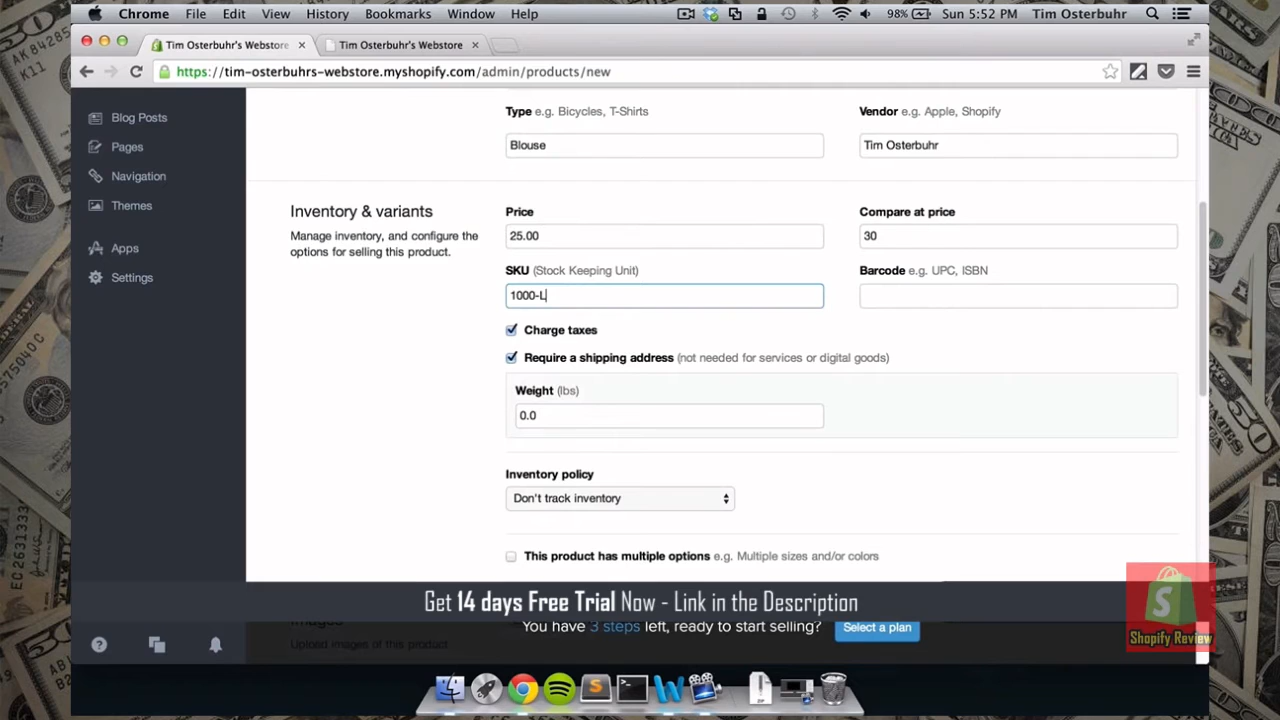 Chrome File Edit View History Bookmarks Window Help 98% Sun 5:52 PM Tim Osterbuhr
Tim Osterbuhr's Webstore × Tim Osterbuhr's Webstore ×
https://tim-osterbuhrs-webstore.myshopify.com/admin/products/new
Blog Posts
Pages
Navigation
Themes
Apps
Settings
Type e.g. Bicycles, T-Shirts Vendor e.g. Apple, Shopify
Blouse Tim Osterbuhr
Inventory & variants
Manage inventory, and configure the
options for selling this product.
Price Compare at price
25.00 30
SKU (Stock Keeping Unit) Barcode e.g. UPC, ISBN
1000-L
Charge taxes
Require a shipping address (not needed for services or digital goods)
Weight (lbs)
0.0
Inventory policy
Don't track inventory
This product has multiple options e.g. Multiple sizes and/or colors
Get 14 days Free Trial Now - Link in the Description
Images
Upload images of this product
You have 3 steps left, ready to start selling? Select a plan
S
Shopify Review